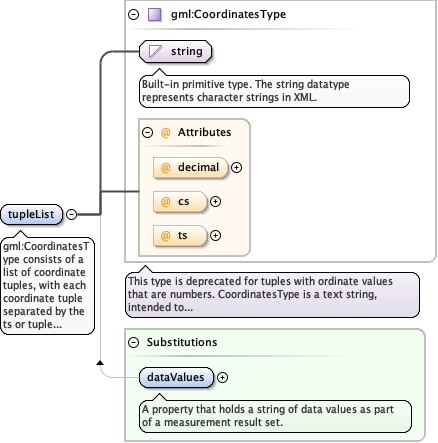 gml:CoordinatesType
string
Built-in primitive type. The string datatype
represents character strings in XML.
@ Attributes
@ decimal
@ cs
@ ts
tupleList
gml:CoordinatesT
ype consists of a
list of coordinate
tuples, with each
coordinate tuple
separated by the
ts or tuple...
This type is deprecated for tuples with ordinate values
that are numbers. CoordinatesType is a text string,
intended to...
Substitutions
dataValues
A property that holds a string of data values as part
of a measurement result set.